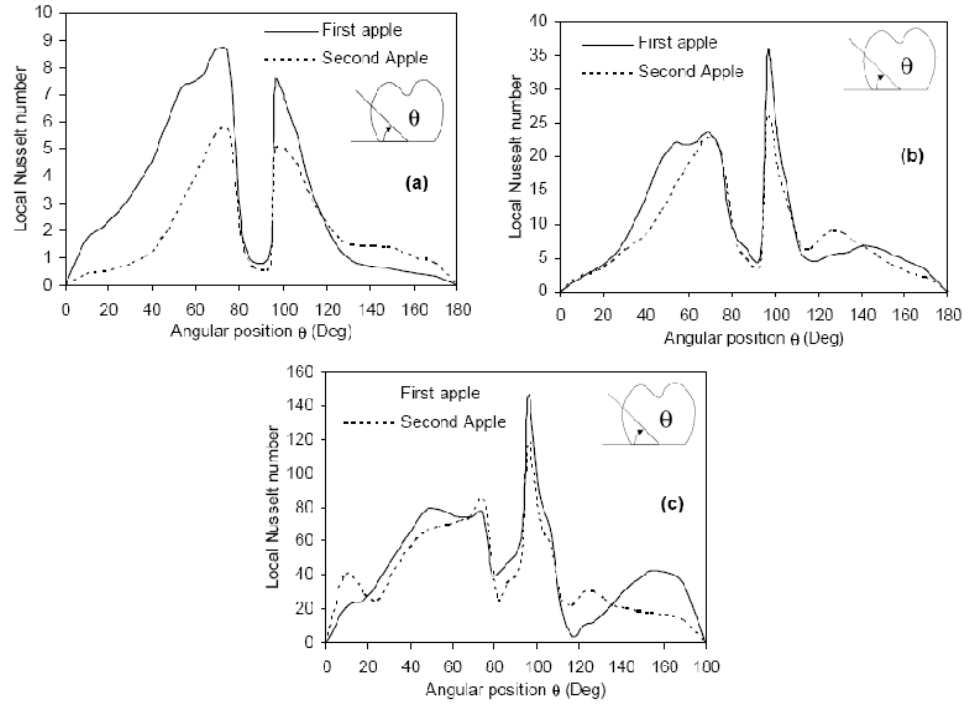 10
9
8
7
6
5
4
3
2
1
0
Local Nusselt number
First apple
Second Apple
θ
(a)
0 20 40 60 80 100 120 140 160 180
Angular position θ (Deg)
40
35
30
25
20
15
10
5
0
Local Nusselt number
First apple
Second Apple
θ
(b)
0 20 40 60 80 100 120 140 160 180
Angular position θ (Deg)
160
140
120
100
80
60
40
20
0
Local Nusselt number
First apple
Second Apple
θ
(c)
0 20 40 60 80 100 120 140 160 180
Angular position θ (Deg)